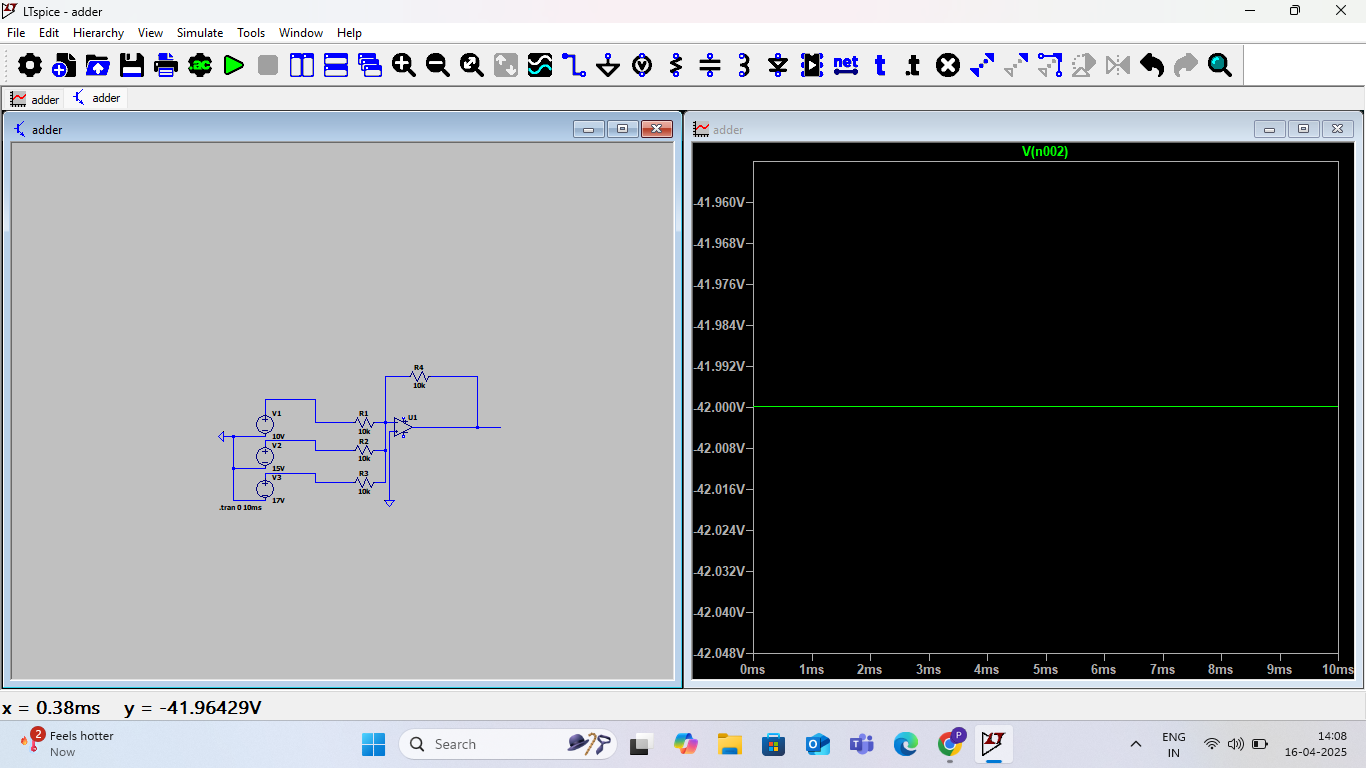 LTspice - adder
File Edit Hierarchy View Simulate Tools Window Help
.ac
net
t
.t
adder
adder
adder
R4
10k
V1
10V
V2
15V
V3
17V
R1
10k
R2
10k
R3
10k
U1
.tran 0 10ms
adder
V(n002)
-41.960V
-41.968V
-41.976V
-41.984V
-41.992V
-42.000V
-42.008V
-42.016V
-42.024V
-42.032V
-42.040V
-42.048V
0ms 1ms 2ms 3ms 4ms 5ms 6ms 7ms 8ms 9ms 10ms
x = 0.38ms y = -41.96429V
2
Feels hotter
Now
Search
P
LT
ENG
IN
14:08
16-04-2025